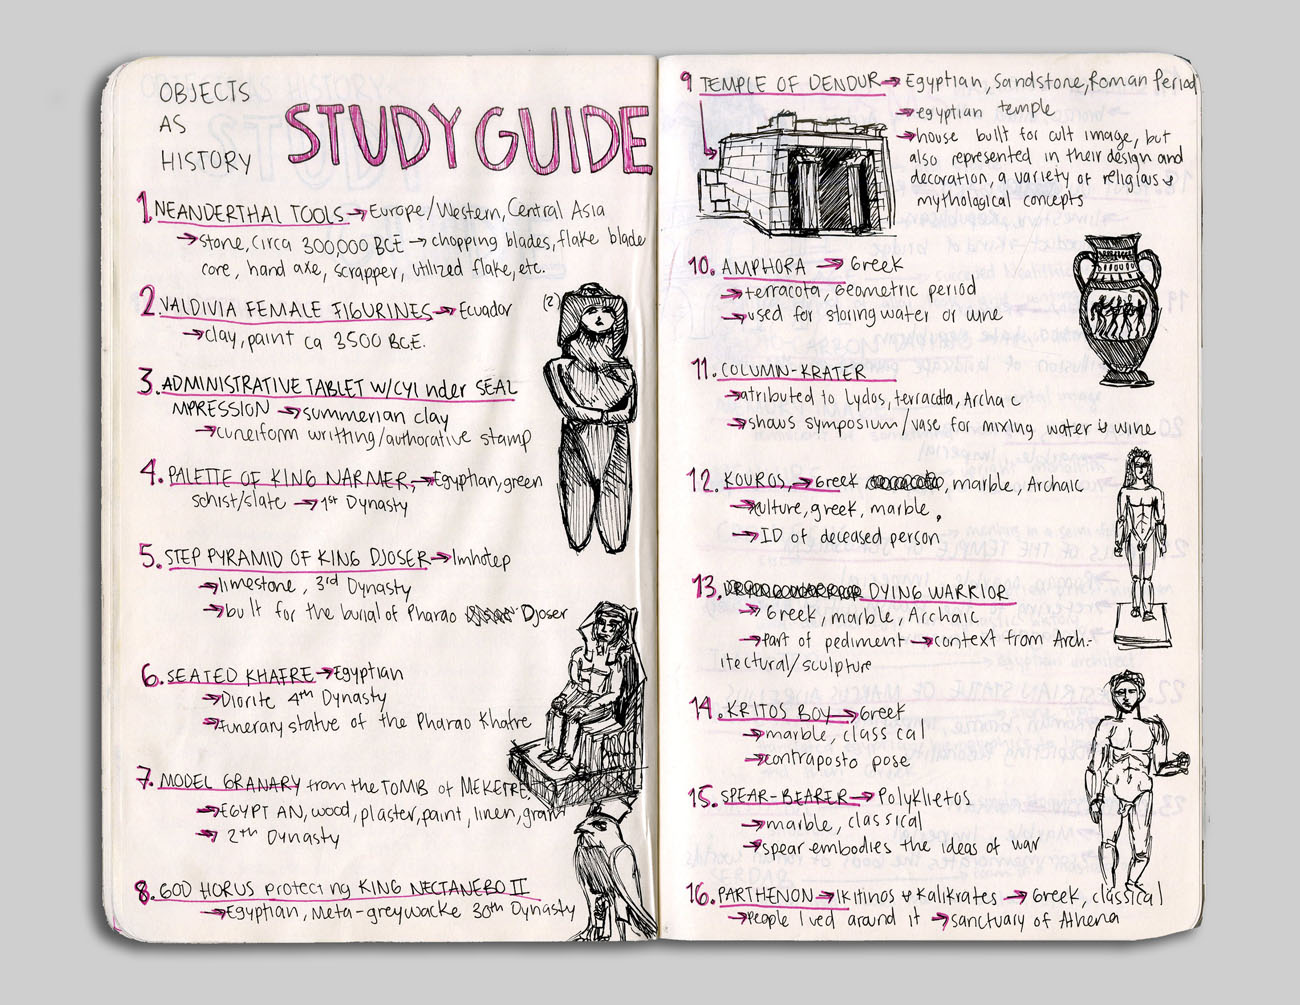 OBJECTS
AS
HISTORY
STUDY GUIDE
1. NEANDERTHAL TOOLS → Europe/Western, Central Asia
→ stone, circa 300,000 BCE → chopping blades, flake blade
core, hand axe, scrapper, utilized flake, etc.
2. VALDIVIA FEMALE FIGURINES → Ecuador
(2)
→ clay, paint ca 3500 BCE.
3. ADMINISTRATIVE TABLET W/CYlinder SEAL
MPRESSION → summerian clay
→ cuneiform writting/authorative stamp
4. PALETTE OF KING NARMER, → Egyptian, green
schist/slate → 1st Dynasty
5. STEP PYRAMID OF KING DJOSER → Imhotep
→ limestone, 3rd Dynasty
→ built for the burial of Pharao Djoser
6. SEATED KHAFRE → Egyptian
→ Diorite 4th Dynasty
→ funerary statue of the Pharao Khafre
7. MODEL GRANARY from the TOMB of MEKETRE,
→ EGYPTIAN, wood, plaster, paint, linen, grain
→ 2th Dynasty
8. GOD HORUS protecting KING NECTANEBO II
→ Egyptian, Meta-greywacke 30th Dynasty
9 TEMPLE OF DENDUR → Egyptian, Sandstone, Roman Period
→ egyptian temple
→ house built for cult image, but
also represented in their design and
decoration, a variety of religious &
mythological concepts
10. AMPHORA → Greek
→ terracota, Geometric period
→ used for storing water or wine
11. COLUMN-KRATER
→ atributed to Lydos, terracotta, Archaic
→ shows symposium/vase for mixing water & wine
12. KOUROS, → Greek , marble, Archaic
→ culture, greek, marble,
→ ID of deceased person
13. DYING WARRIOR
→ Greek, marble, Archaic
→ Part of pediment → context from Arch-
itectural/sculpture
14. KRITOS BOY → Greek
→ marble, classical
→ contraposto pose
15. SPEAR-BEARER → Polyklietos
→ marble, classical
→ spear embodies the ideas of war
16. PARTHENON → Ikitinos & Kalikrates → Greek, classical
→ People lived around it → sanctuary of Athena